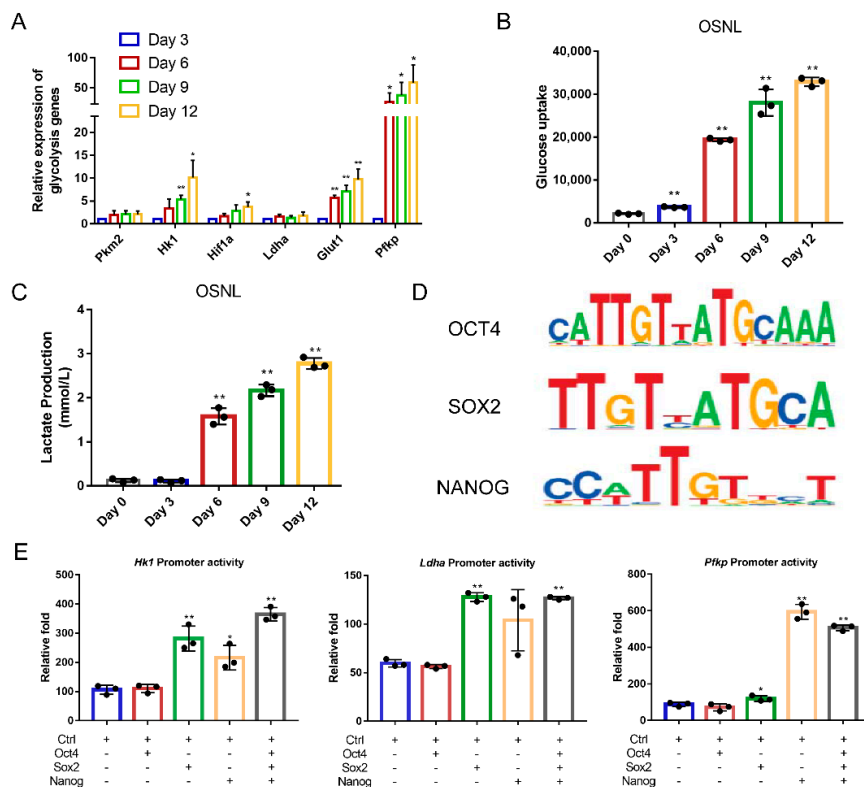 A
Day 3
Day 6
Day 9
Day 12
Relative expression of
glycolysis genes
100
50
20
15
10
5
0
* * *
** *
*
** ** **
Pkm2 Hk1 Hif1a Ldha Glut1 Pfkp
B
OSNL
Glucose uptake
40,000
30,000
20,000
10,000
0
** ** ** **
Day 0 Day 3 Day 6 Day 9 Day 12
C
OSNL
Lactate Production
(mmol/L)
4
3
2
1
0
** ** **
Day 0 Day 3 Day 6 Day 9 Day 12
D
OCT4
CATTGTTATGCAAA
SOX2
TTGTTATGCA
NANOG
CCATTGTTCT
E
Hk1 Promoter activity
Relative fold
500
400
300
200
100
0
** * **
Ctrl + + + + +
Oct4 - + - - +
Sox2 - - + - +
Nanog - - - + +
Ldha Promoter activity
Relative fold
150
100
50
0
** **
Ctrl + + + + +
Oct4 - + - - +
Sox2 - - + - +
Nanog - - - + +
Pfkp Promoter activity
Relative fold
800
600
400
200
0
* ** **
Ctrl + + + + +
Oct4 - + - - +
Sox2 - - + - +
Nanog - - - + +